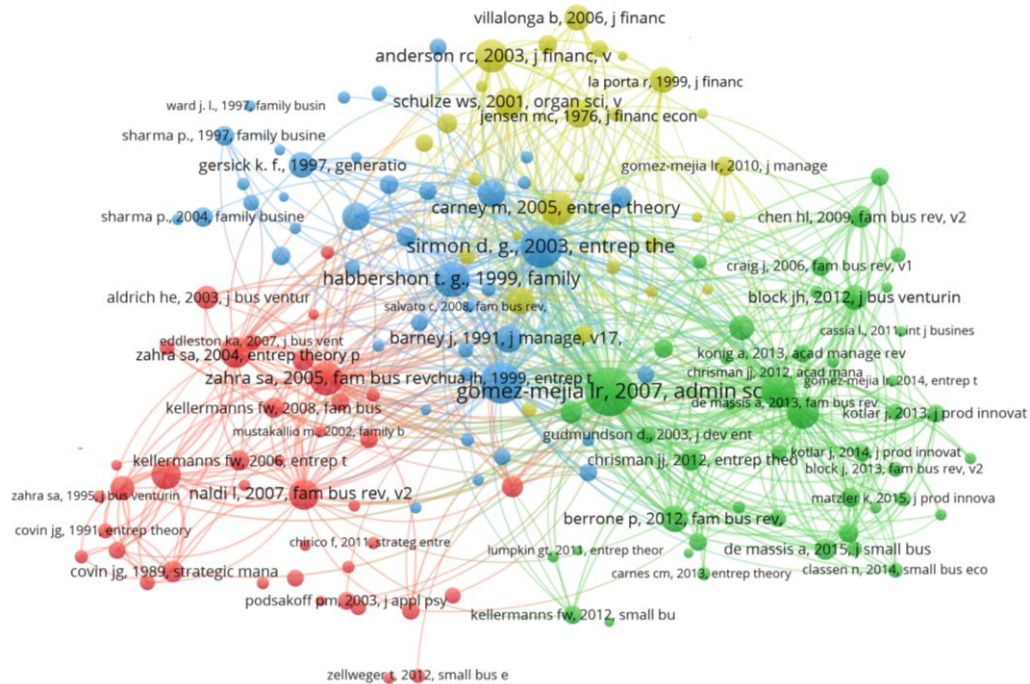 villalonga b, 2006, j financ
anderson rc, 2003, j financ, v
la porta r, 1999, j financ
ward j. l., 1997, family busin
schulze ws, 2001, organ sci, v
jensen mc, 1976, j financ econ
sharma p., 1997, family busine
gersick k. f., 1997, generatio
gomez-mejia lr, 2010, j manage
sharma p., 2004, family busine
carney m, 2005, entrep theory
chen hl, 2009, fam bus rev, v2
sirmon d. g., 2003, entrep the
craig j, 2006, fam bus rev, v1
habbershon t. g., 1999, family
aldrich he, 2003, j bus ventur
salvato c, 2008, fam bus rev,
block jh, 2012, j bus venturin
cassia l., 2011, int j busines
eddleston ka, 2007, j bus vent
barney j, 1991, j manage, v17,
zahra sa, 2004, entrep theory p
konig a, 2013, acad manage rev
chrisman jj, 2012, acad mana
zahra sa, 2005, fam bus rev
chua jh, 1999, entrep t
gomez-mejia lr, 2014, entrep t
gomez-mejia lr, 2007, admin sc
de massis a, 2013, fam bus rev,
kellermanns fw, 2008, fam bus
kotlar j, 2013, j prod innovat
mustakallio m, 2002, family b
gudmundson d., 2003, j dev ent
kotlar j, 2014, j prod innovat
kellermanns fw, 2006, entrep t
chrisman jj, 2012, entrep theo
block j, 2013, fam bus rev, v2
zahra sa, 1995, j bus venturin
naldi l, 2007, fam bus rev, v2
matzler k, 2015, j prod innova
covin jg, 1991, entrep theory
berrone p, 2012, fam bus rev,
chirico f, 2011, strateg entre
lumpkin gt, 2011, entrep theor
de massis a, 2015, j small bus
covin jg, 1989, strategic mana
carnes cm, 2013, entrep theory
classen n, 2014, small bus eco
podsakoff pm, 2003, j appl psy
kellermanns fw, 2012, small bu
zellweger t, 2012, small bus e